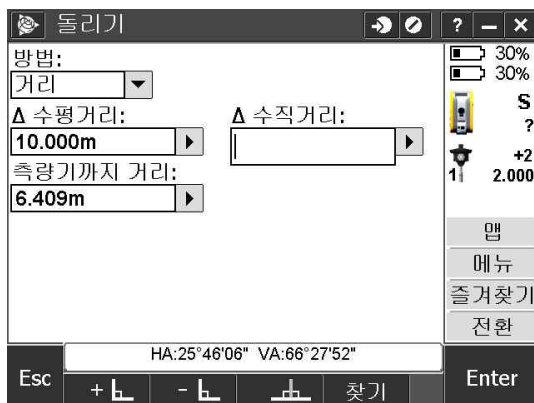 돌리기
? – ×
방법:
거리
Δ 수평거리: Δ 수직거리:
10.000m
측량기까지 거리:
6.409m
30%
30%
S
?
+2
1 2.000
맵
메뉴
즐겨찾기
전환
HA:25°46'06" VA:66°27'52"
Esc + - 찾기 Enter